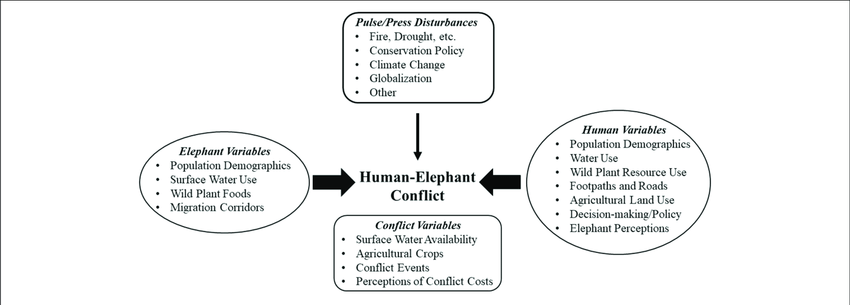 Pulse/Press Disturbances
• Fire, Drought, etc.
• Conservation Policy
• Climate Change
• Globalization
• Other
Elephant Variables
• Population Demographics
• Surface Water Use
• Wild Plant Foods
• Migration Corridors
Human-Elephant
Conflict
Human Variables
• Population Demographics
• Water Use
• Wild Plant Resource Use
• Footpaths and Roads
• Agricultural Land Use
• Decision-making/Policy
• Elephant Perceptions
Conflict Variables
• Surface Water Availability
• Agricultural Crops
• Conflict Events
• Perceptions of Conflict Costs